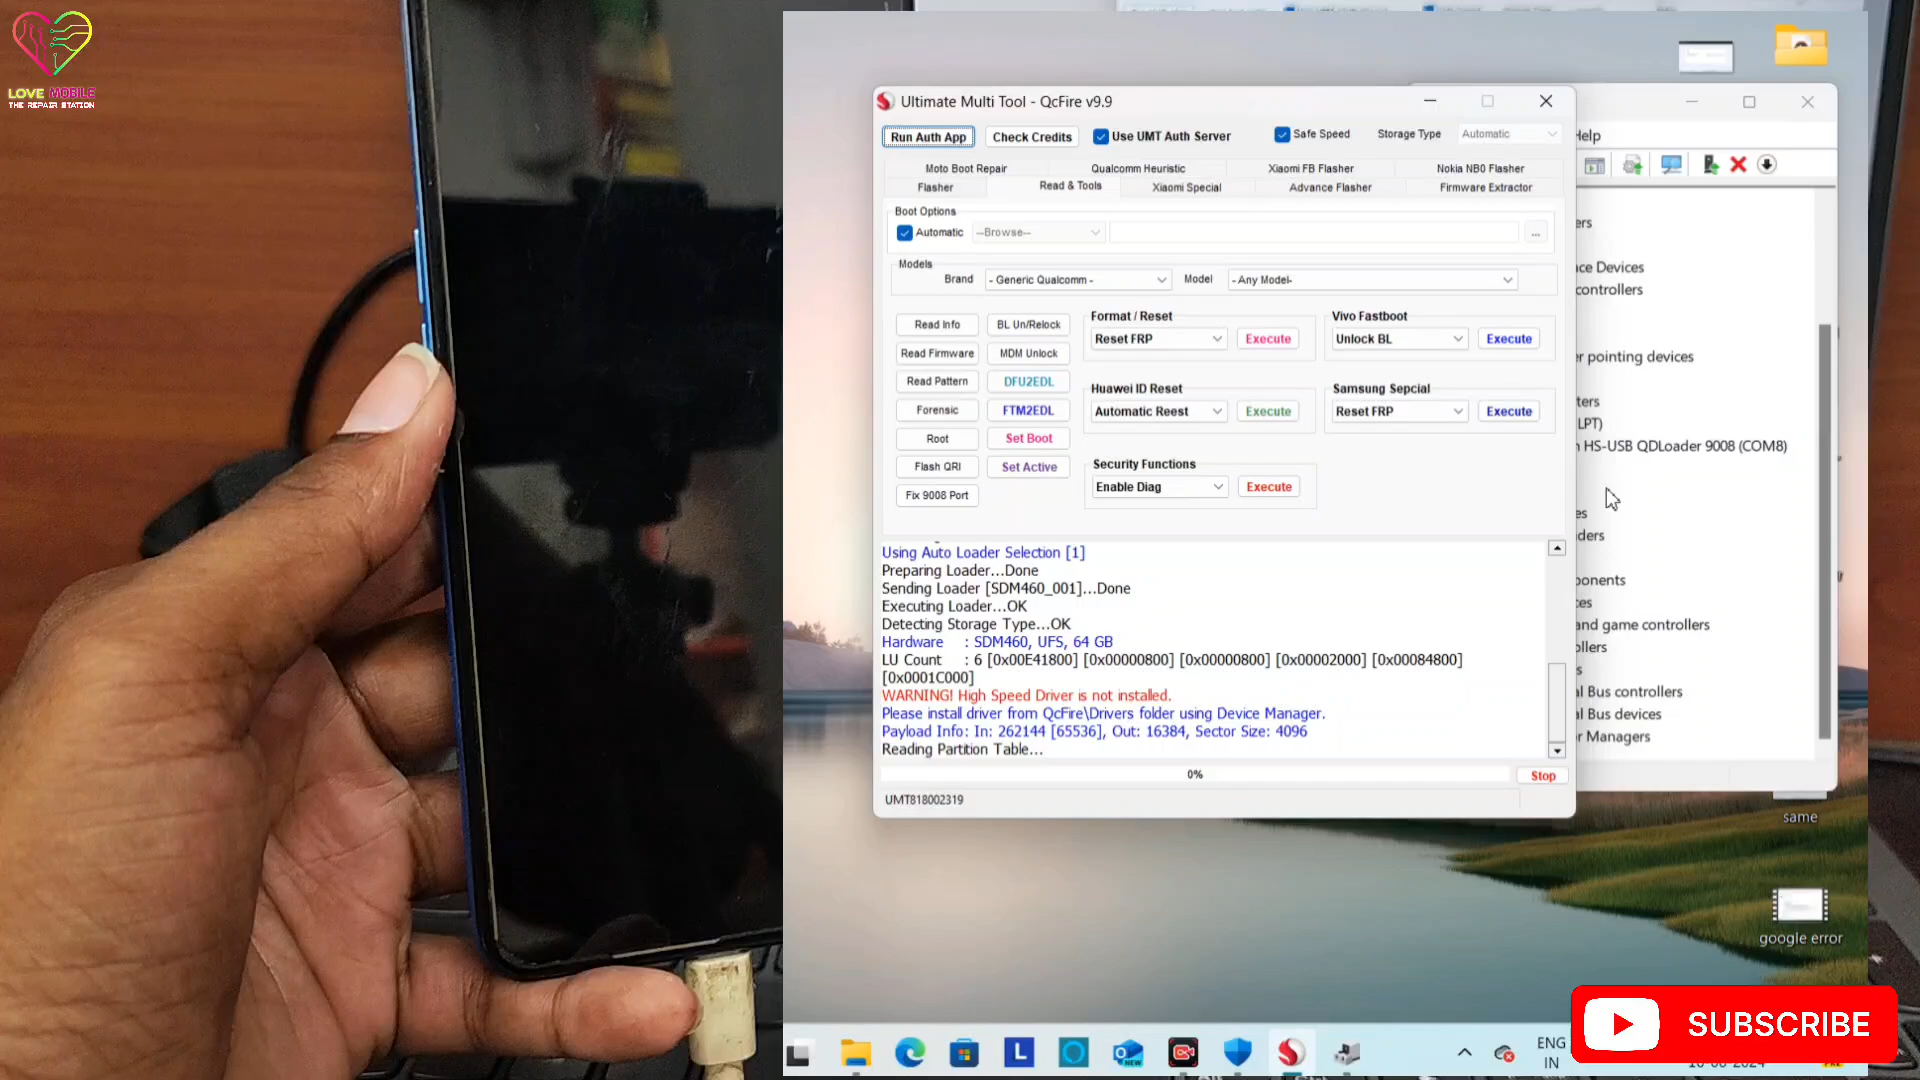 LOVE MOBILE
THE REPAIR STATION
Ultimate Multi Tool - QcFire v9.9
Run Auth App
Check Credits
Use UMT Auth Server
Safe Speed
Storage Type
Automatic
Moto Boot Repair
Qualcomm Heuristic
Xiaomi FB Flasher
Nokia NB0 Flasher
Flasher
Read & Tools
Xiaomi Special
Advance Flasher
Firmware Extractor
Boot Options
Automatic
--Browse--
...
Models
Brand
- Generic Qualcomm -
Model
- Any Model-
Read Info
BL Un/Relock
Read Firmware
MDM Unlock
Read Pattern
DFU2EDL
Forensic
FTM2EDL
Root
Set Boot
Flash QRI
Set Active
Fix 9008 Port
Format / Reset
Reset FRP
Execute
Vivo Fastboot
Unlock BL
Execute
Huawei ID Reset
Automatic Reest
Execute
Samsung Sepcial
Reset FRP
Execute
Security Functions
Enable Diag
Execute
Using Auto Loader Selection [1]
Preparing Loader...Done
Sending Loader [SDM460_001]...Done
Executing Loader...OK
Detecting Storage Type...OK
Hardware : SDM460, UFS, 64 GB
LU Count : 6 [0x00E41800] [0x00000800] [0x00000800] [0x00002000] [0x00084800]
[0x0001C000]
WARNING! High Speed Driver is not installed.
Please install driver from QcFire\Drivers folder using Device Manager.
Payload Info: In: 262144 [65536], Out: 16384, Sector Size: 4096
Reading Partition Table...
0%
Stop
UMT818002319
Help
ers
ce Devices
controllers
r pointing devices
ters
LPT)
HS-USB QDLoader 9008 (COM8)
es
ders
ponents
ces
and game controllers
ollers
s
al Bus controllers
al Bus devices
r Managers
same
google error
ENG
IN
SUBSCRIBE